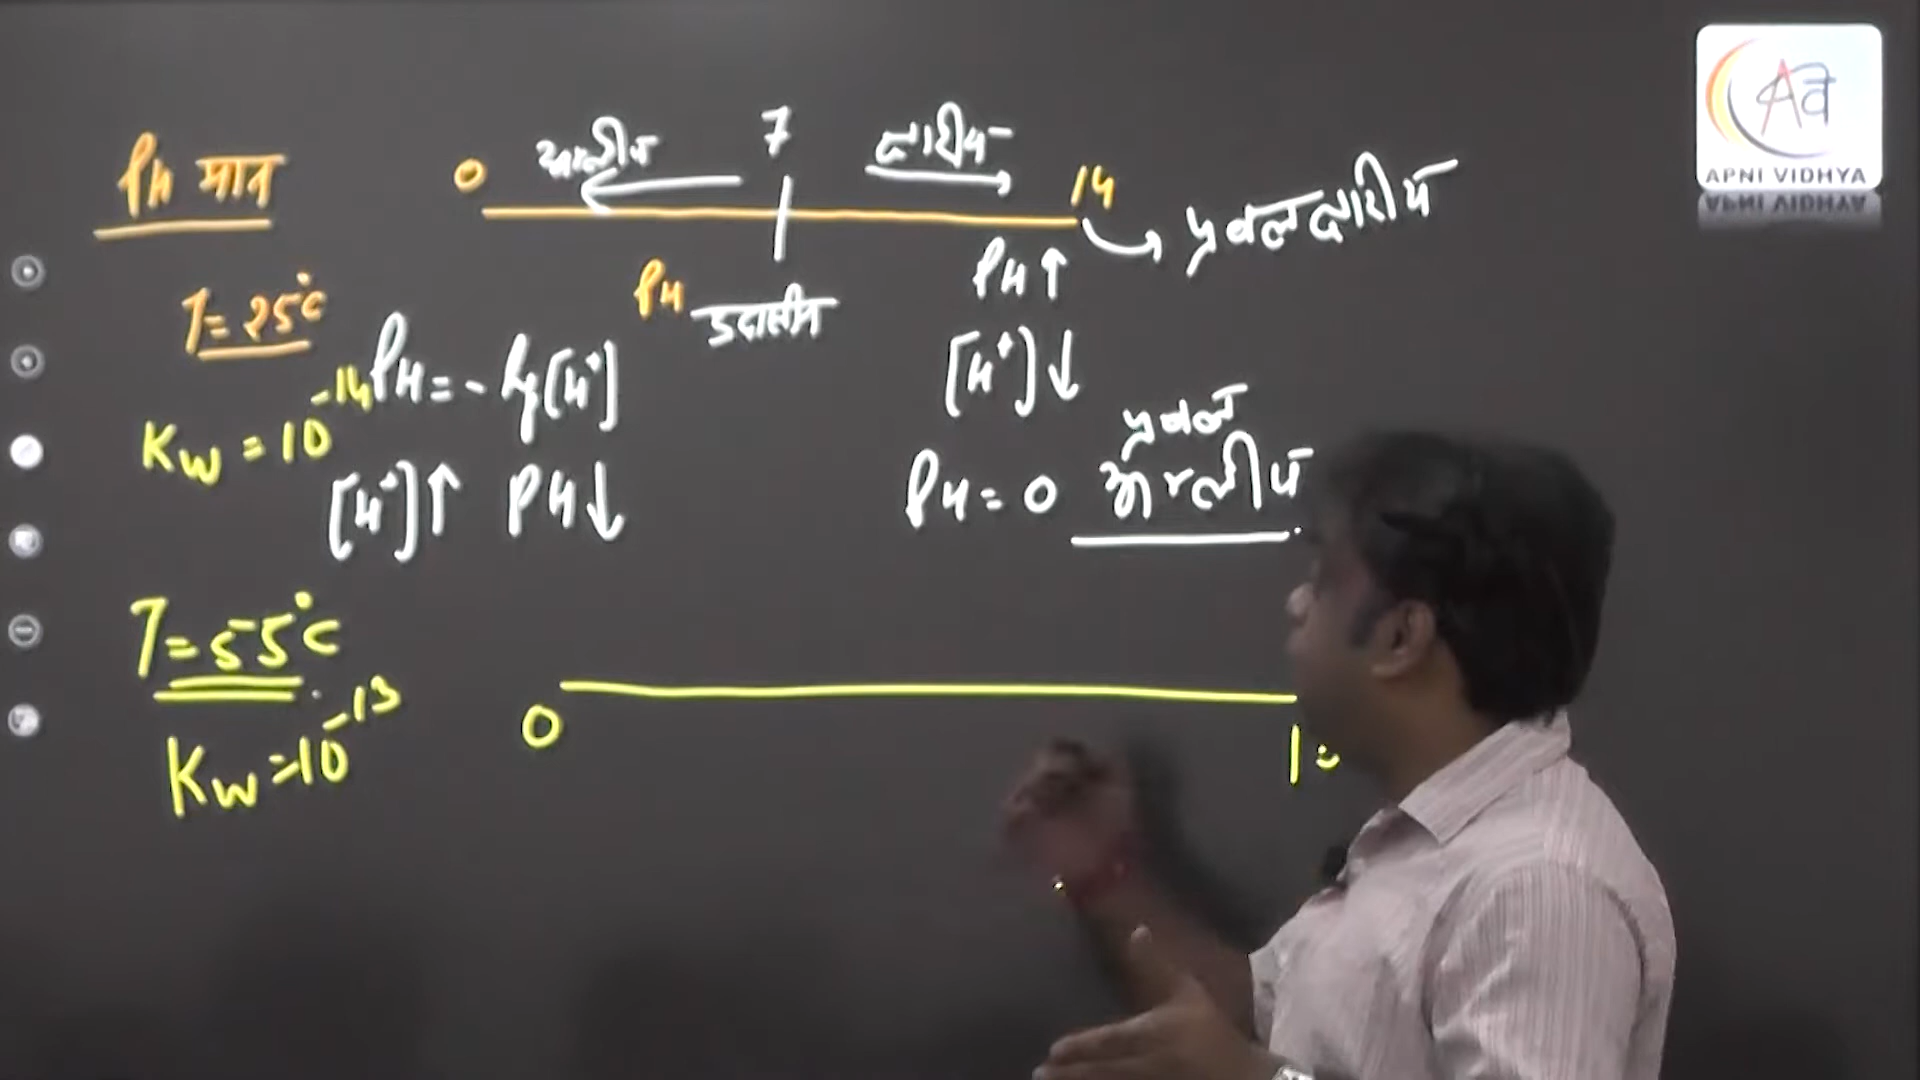 PH मान
0 अम्लीय 7 क्षारीय 14
प्रबल क्षारीय
T = 25°C
PH उदासीन
PH↑
Kw = 10⁻¹⁴
PH = - log[H⁺]
[H⁺]↓
[H⁺]↑ PH↓
PH = 0 प्रबल अम्लीय
T = 55°C
Kw = 10⁻¹³
0
AV
APNI VIDHYA